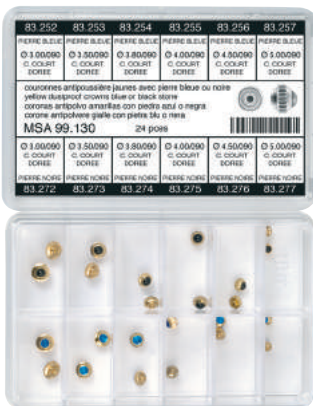 83.252 83.253 83.254 83.255 83.256 83.257
PIERRE BLEUE PIERRE BLEUE PIERRE BLEUE PIERRE BLEUE PIERRE BLEUE PIERRE BLEUE
Ø 3.00/090 Ø 3.50/090 Ø 3.80/090 Ø 4.00/090 Ø 4.50/090 Ø 5.00/090
C. COURT C. COURT C. COURT C. COURT C. COURT C. COURT
DOREE DOREE DOREE DOREE DOREE DOREE
couronnes antipoussière jaunes avec pierre bleue ou noire
yellow dustproof crowns blue or black stone
coronas antipolvo amarillas con piedra azul o negra
corone antipolvere gialle con pietra blu o nera
MSA 99.130 24 pces
Ø 3.00/090 Ø 3.50/090 Ø 3.80/090 Ø 4.00/090 Ø 4.50/090 Ø 5.00/090
C. COURT C. COURT C. COURT C. COURT C. COURT C. COURT
DOREE DOREE DOREE DOREE DOREE DOREE
PIERRE NOIRE PIERRE NOIRE PIERRE NOIRE PIERRE NOIRE PIERRE NOIRE PIERRE NOIRE
83.272 83.273 83.274 83.275 83.276 83.277